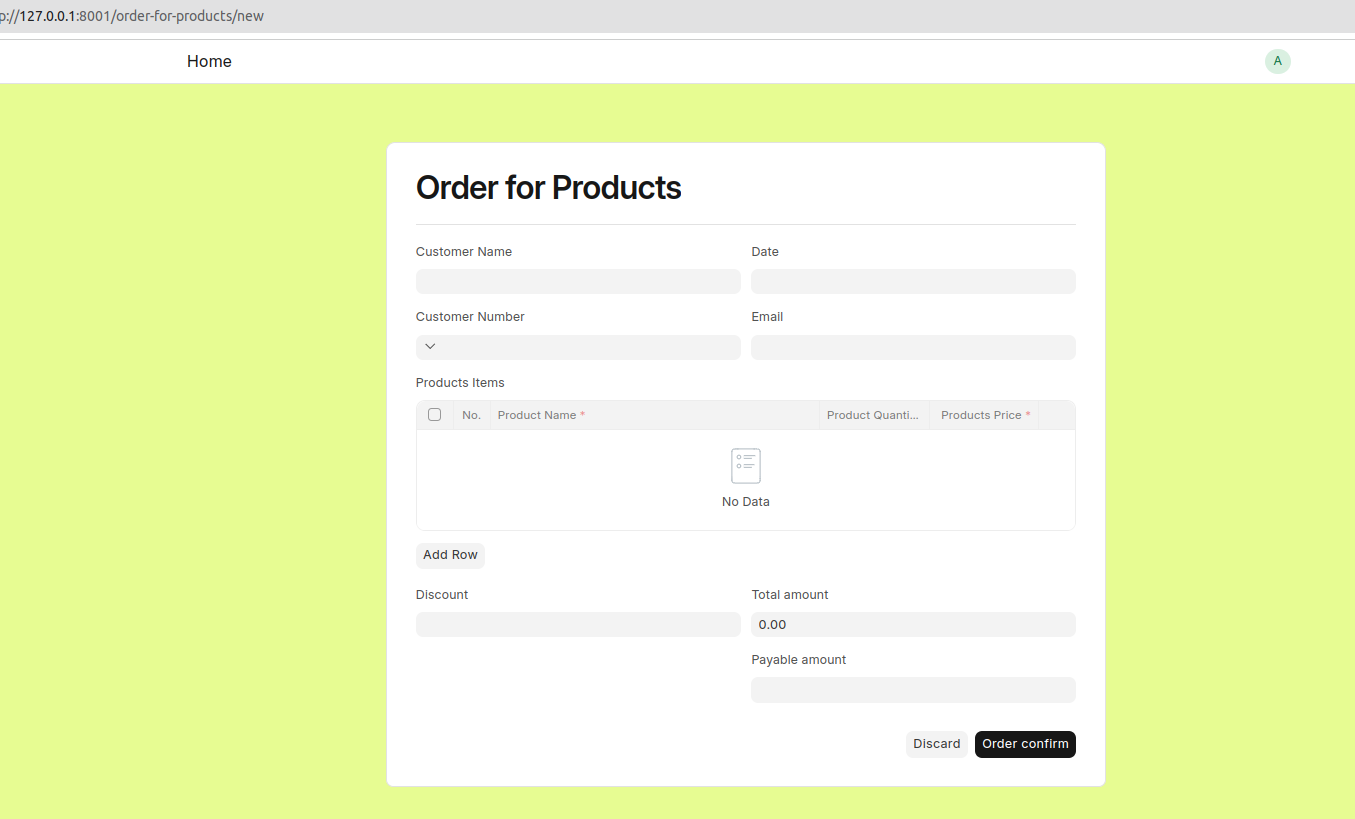 p://127.0.0.1:8001/order-for-products/new
Home
A
Order for Products
Customer Name
Date
Customer Number
Email
Products Items
No. Product Name * Product Quanti... Products Price *
No Data
Add Row
Discount
Total amount
0.00
Payable amount
Discard
Order confirm